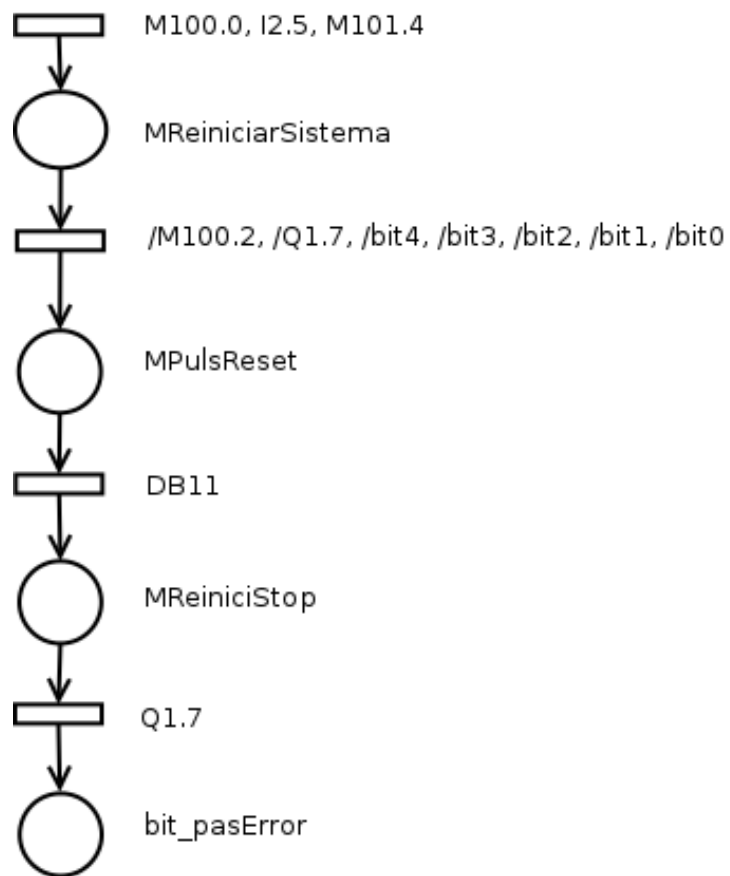 M100.0, I2.5, M101.4
MReiniciarSistema
/M100.2, /Q1.7, /bit4, /bit3, /bit2, /bit1, /bit0
MPulsReset
DB11
MReiniciStop
Q1.7
bit_pasError